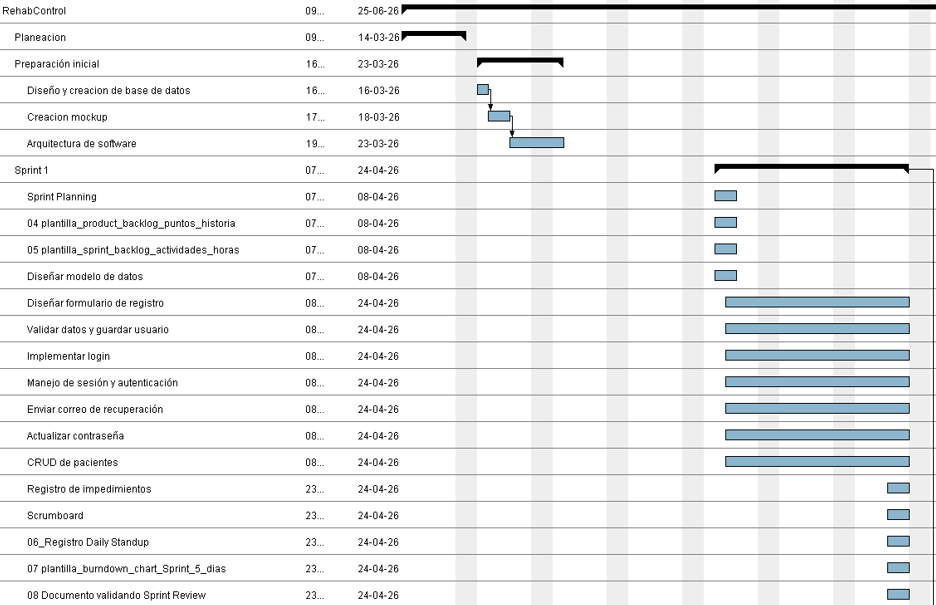 RehabControl 09... 25-06-26
Planeacion 09... 14-03-26
Preparación inicial 16... 23-03-26
Diseño y creacion de base de datos 16... 16-03-26
Creacion mockup 17... 18-03-26
Arquitectura de software 19... 23-03-26
Sprint 1 07... 24-04-26
Sprint Planning 07... 08-04-26
04 plantilla_product_backlog_puntos_historia 07... 08-04-26
05 plantilla_sprint_backlog_actividades_horas 07... 08-04-26
Diseñar modelo de datos 07... 08-04-26
Diseñar formulario de registro 08... 24-04-26
Validar datos y guardar usuario 08... 24-04-26
Implementar login 08... 24-04-26
Manejo de sesión y autenticación 08... 24-04-26
Enviar correo de recuperación 08... 24-04-26
Actualizar contraseña 08... 24-04-26
CRUD de pacientes 08... 24-04-26
Registro de impedimientos 23... 24-04-26
Scrumboard 23... 24-04-26
06_Registro Daily Standup 23... 24-04-26
07 plantilla_burndown_chart_Sprint_5_dias 23... 24-04-26
08 Documento validando Sprint Review 23... 24-04-26